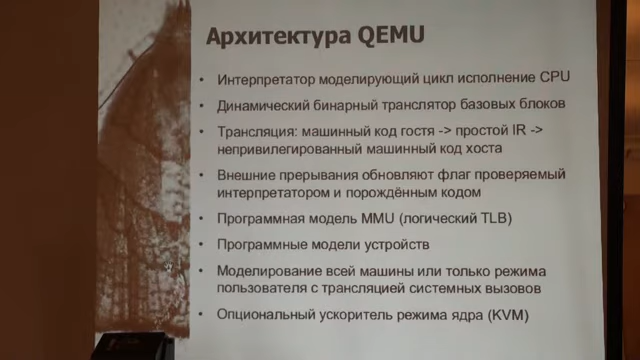 Архитектура QEMU
• Интерпретатор моделирующий цикл исполнение CPU
• Динамический бинарный транслятор базовых блоков
• Трансляция: машинный код гостя -> простой IR ->
непривилегированный машинный код хоста
• Внешние прерывания обновляют флаг проверяемый
интерпретатором и порождённым кодом
• Программная модель MMU (логический TLB)
• Программные модели устройств
• Моделирование всей машины или только режима
пользователя с трансляцией системных вызовов
• Опциональный ускоритель режима ядра (KVM)